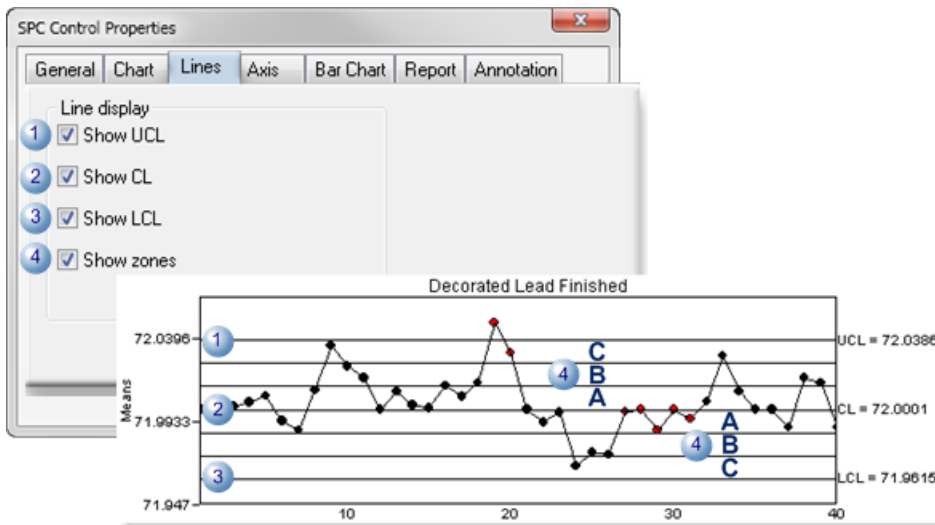 SPC Control Properties
General Chart Lines Axis Bar Chart Report Annotation
Line display
1 Show UCL
2 Show CL
3 Show LCL
4 Show zones
Decorated Lead Finished
72.0396
1
UCL = 72.0386
C
4 B
A
Means
2
CL = 72.0001
71.9933
A
4 B
C
3
LCL = 71.9615
71.947
10 20 30 40